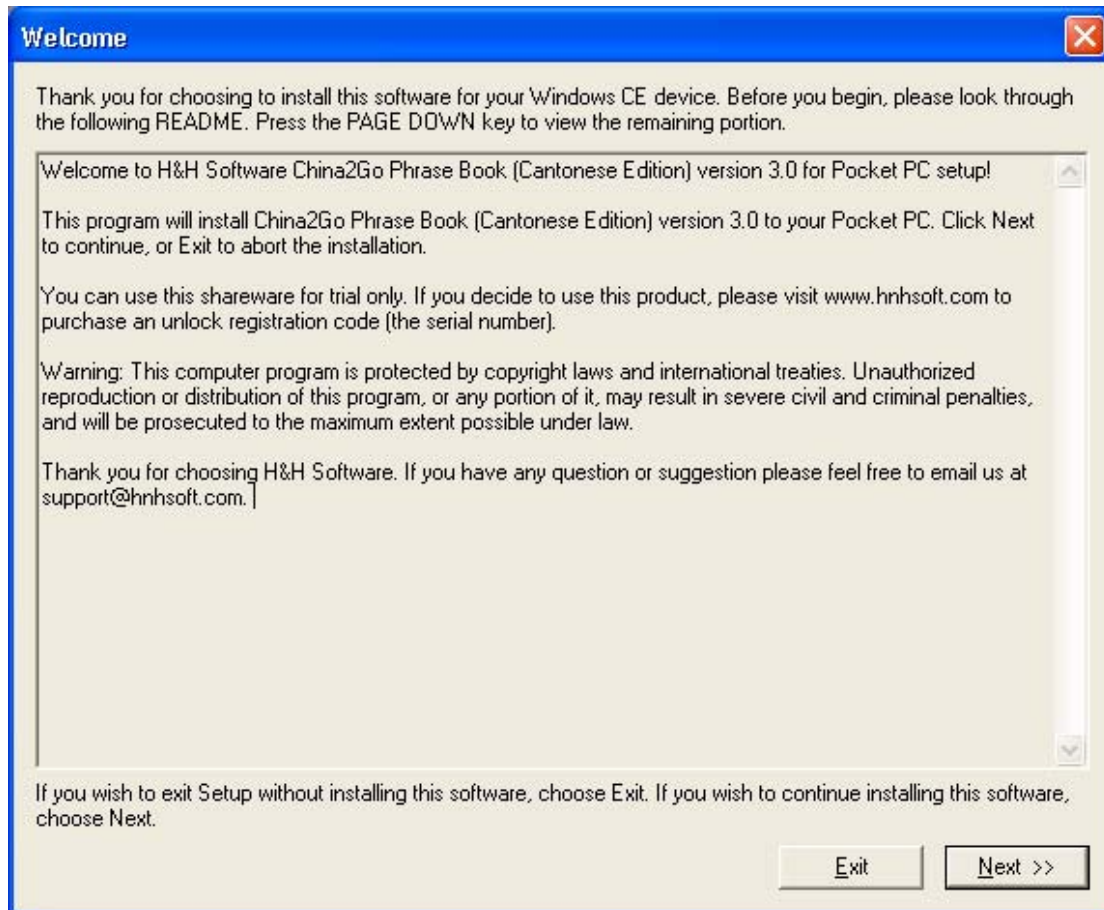 Welcome
Thank you for choosing to install this software for your Windows CE device. Before you begin, please look through
the following README. Press the PAGE DOWN key to view the remaining portion.
Welcome to H&H Software China2Go Phrase Book (Cantonese Edition) version 3.0 for Pocket PC setup!
This program will install China2Go Phrase Book (Cantonese Edition) version 3.0 to your Pocket PC. Click Next
to continue, or Exit to abort the installation.
You can use this shareware for trial only. If you decide to use this product, please visit www.hnhsoft.com to
purchase an unlock registration code (the serial number).
Warning: This computer program is protected by copyright laws and international treaties. Unauthorized
reproduction or distribution of this program, or any portion of it, may result in severe civil and criminal penalties,
and will be prosecuted to the maximum extent possible under law.
Thank you for choosing H&H Software. If you have any question or suggestion please feel free to email us at
support@hnhsoft.com.
If you wish to exit Setup without installing this software, choose Exit. If you wish to continue installing this software,
choose Next.
Exit
Next >>